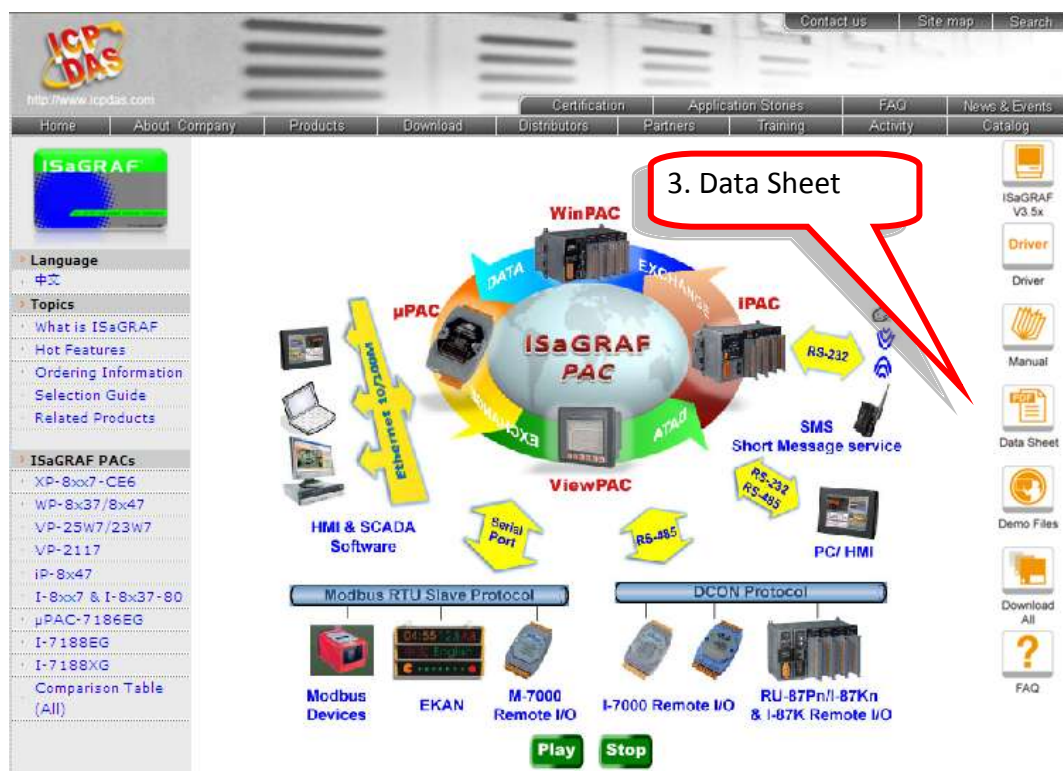 Contact us
Site map
Search
ICP
DAS
http://www.icpdas.com
Certification
Application Stories
FAQ
News & Events
Home
About Company
Products
Download
Distributors
Partners
Training
Activity
Catalog
ISaGRAF
Language
中文
Topics
What is ISaGRAF
Hot Features
Ordering Information
Selection Guide
Related Products
ISaGRAF PACs
XP-8xx7-CE6
WP-8x37/8x47
VP-25W7/23W7
VP-2117
iP-8x47
I-8xx7 & I-8x37-80
µPAC-7186EG
I-7188EG
I-7188XG
Comparison Table
(All)
3. Data Sheet
WinPAC
DATA
EXCHANGE
µPAC
iPAC
ISaGRAF
PAC
RS-232
Ethernet 10/100M
EXCHANGE
DATA
SMS
Short Message service
ViewPAC
RS-232
RS-485
HMI & SCADA
Software
Serial
Port
RS-485
PC/ HMI
Modbus RTU Slave Protocol
DCON Protocol
Modbus
Devices
EKAN
M-7000
Remote I/O
I-7000 Remote I/O
RU-87Pn/I-87Kn
& I-87K Remote I/O
Play
Stop
ISaGRAF
V3.5x
Driver
Driver
Manual
PDF
Data Sheet
Demo Files
Download
All
?
FAQ